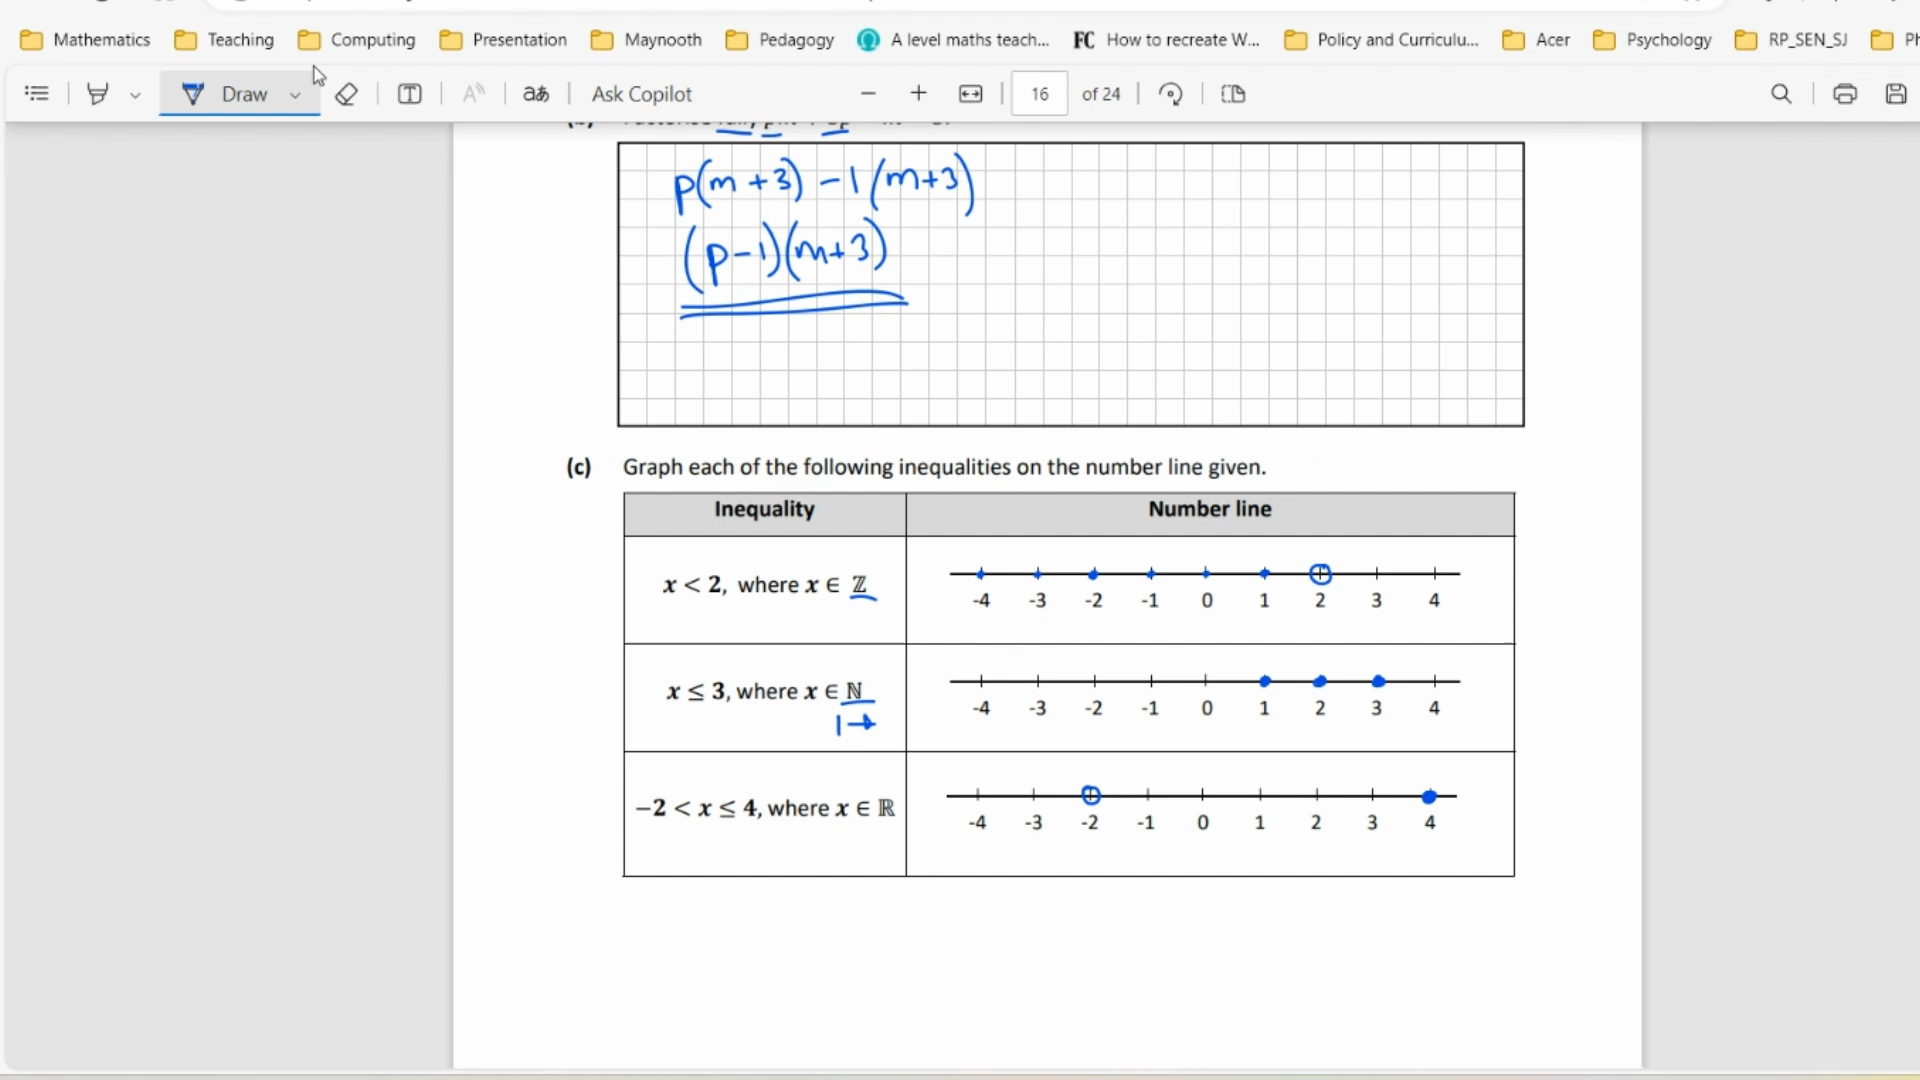 Mathematics Teaching Computing Presentation Maynooth Pedagogy A level maths teach... FC How to recreate W... Policy and Curriculu... Acer Psychology RP_SEN_SJ
Draw aあ Ask Copilot 16 of 24
p(m+3) -1(m+3)
(p-1)(m+3)
(c) Graph each of the following inequalities on the number line given.
Inequality Number line
x < 2, where x ∈ ℤ
-4 -3 -2 -1 0 1 2 3 4
x ≤ 3, where x ∈ ℕ
1→
-4 -3 -2 -1 0 1 2 3 4
−2 < x ≤ 4, where x ∈ ℝ
-4 -3 -2 -1 0 1 2 3 4